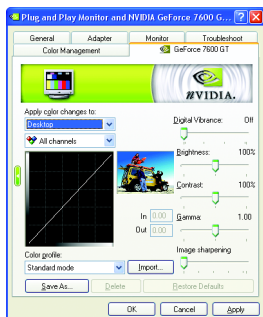 Plug and Play Monitor and NVIDIA GeForce 7600 G...
General Adapter Monitor Troubleshoot
Color Management GeForce 7600 GT
NVIDIA.
Apply color changes to:
Desktop
All channels
Digital Vibrance: Off
Brightness: 100%
Contrast: 100%
In 0.00 Gamma: 1.00
Out 0.00
Color profile:
Image sharpening
Standard mode Import...
Save As... Delete Restore Defaults
OK Cancel Apply